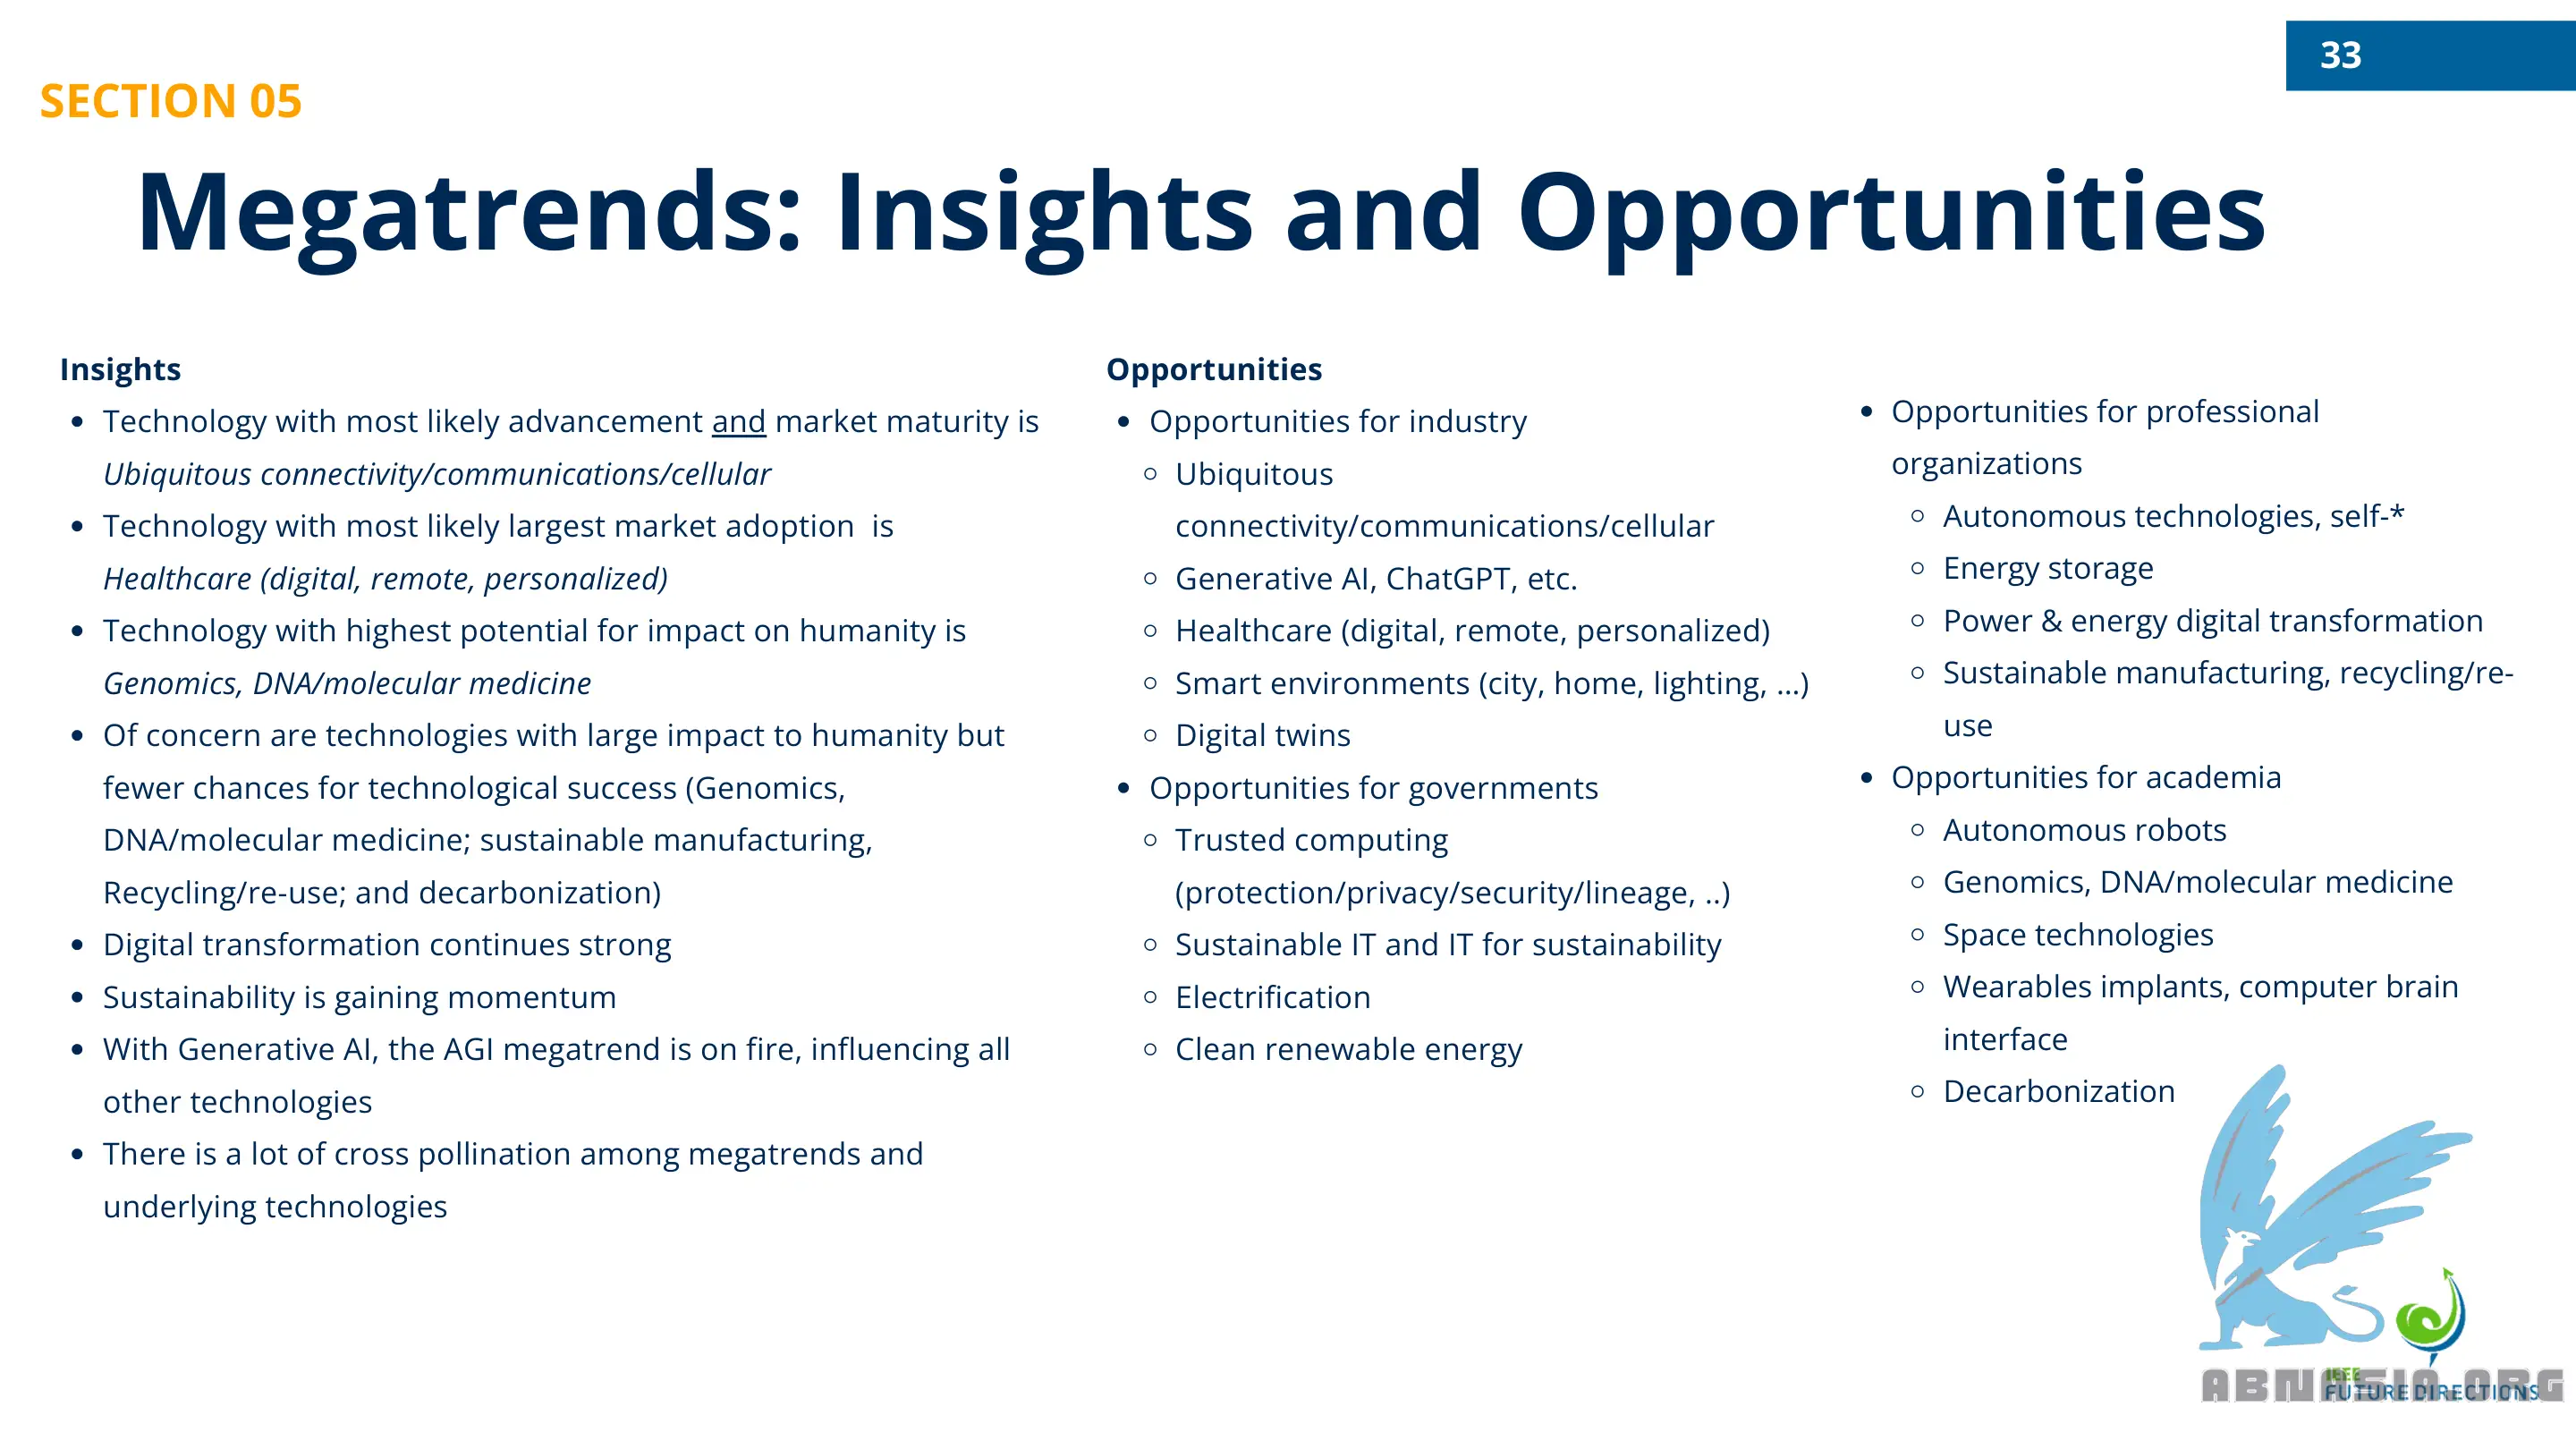 33
SECTION 05
Megatrends: Insights and Opportunities
Insights
• Technology with most likely advancement and market maturity is
Ubiquitous connectivity/communications/cellular
• Technology with most likely largest market adoption  is
Healthcare (digital, remote, personalized)
• Technology with highest potential for impact on humanity is
Genomics, DNA/molecular medicine
• Of concern are technologies with large impact to humanity but
fewer chances for technological success (Genomics,
DNA/molecular medicine; sustainable manufacturing,
Recycling/re-use; and decarbonization)
• Digital transformation continues strong
• Sustainability is gaining momentum
• With Generative AI, the AGI megatrend is on fire, influencing all
other technologies
• There is a lot of cross pollination among megatrends and
underlying technologies
Opportunities
• Opportunities for industry
○ Ubiquitous
connectivity/communications/cellular
○ Generative AI, ChatGPT, etc.
○ Healthcare (digital, remote, personalized)
○ Smart environments (city, home, lighting, ...)
○ Digital twins
• Opportunities for governments
○ Trusted computing
(protection/privacy/security/lineage, ..)
○ Sustainable IT and IT for sustainability
○ Electrification
○ Clean renewable energy
• Opportunities for professional
organizations
○ Autonomous technologies, self-*
○ Energy storage
○ Power & energy digital transformation
○ Sustainable manufacturing, recycling/re-
use
• Opportunities for academia
○ Autonomous robots
○ Genomics, DNA/molecular medicine
○ Space technologies
○ Wearables implants, computer brain
interface
○ Decarbonization
IEEE
FUTURE DIRECTIONS
ABNASIA.ORG